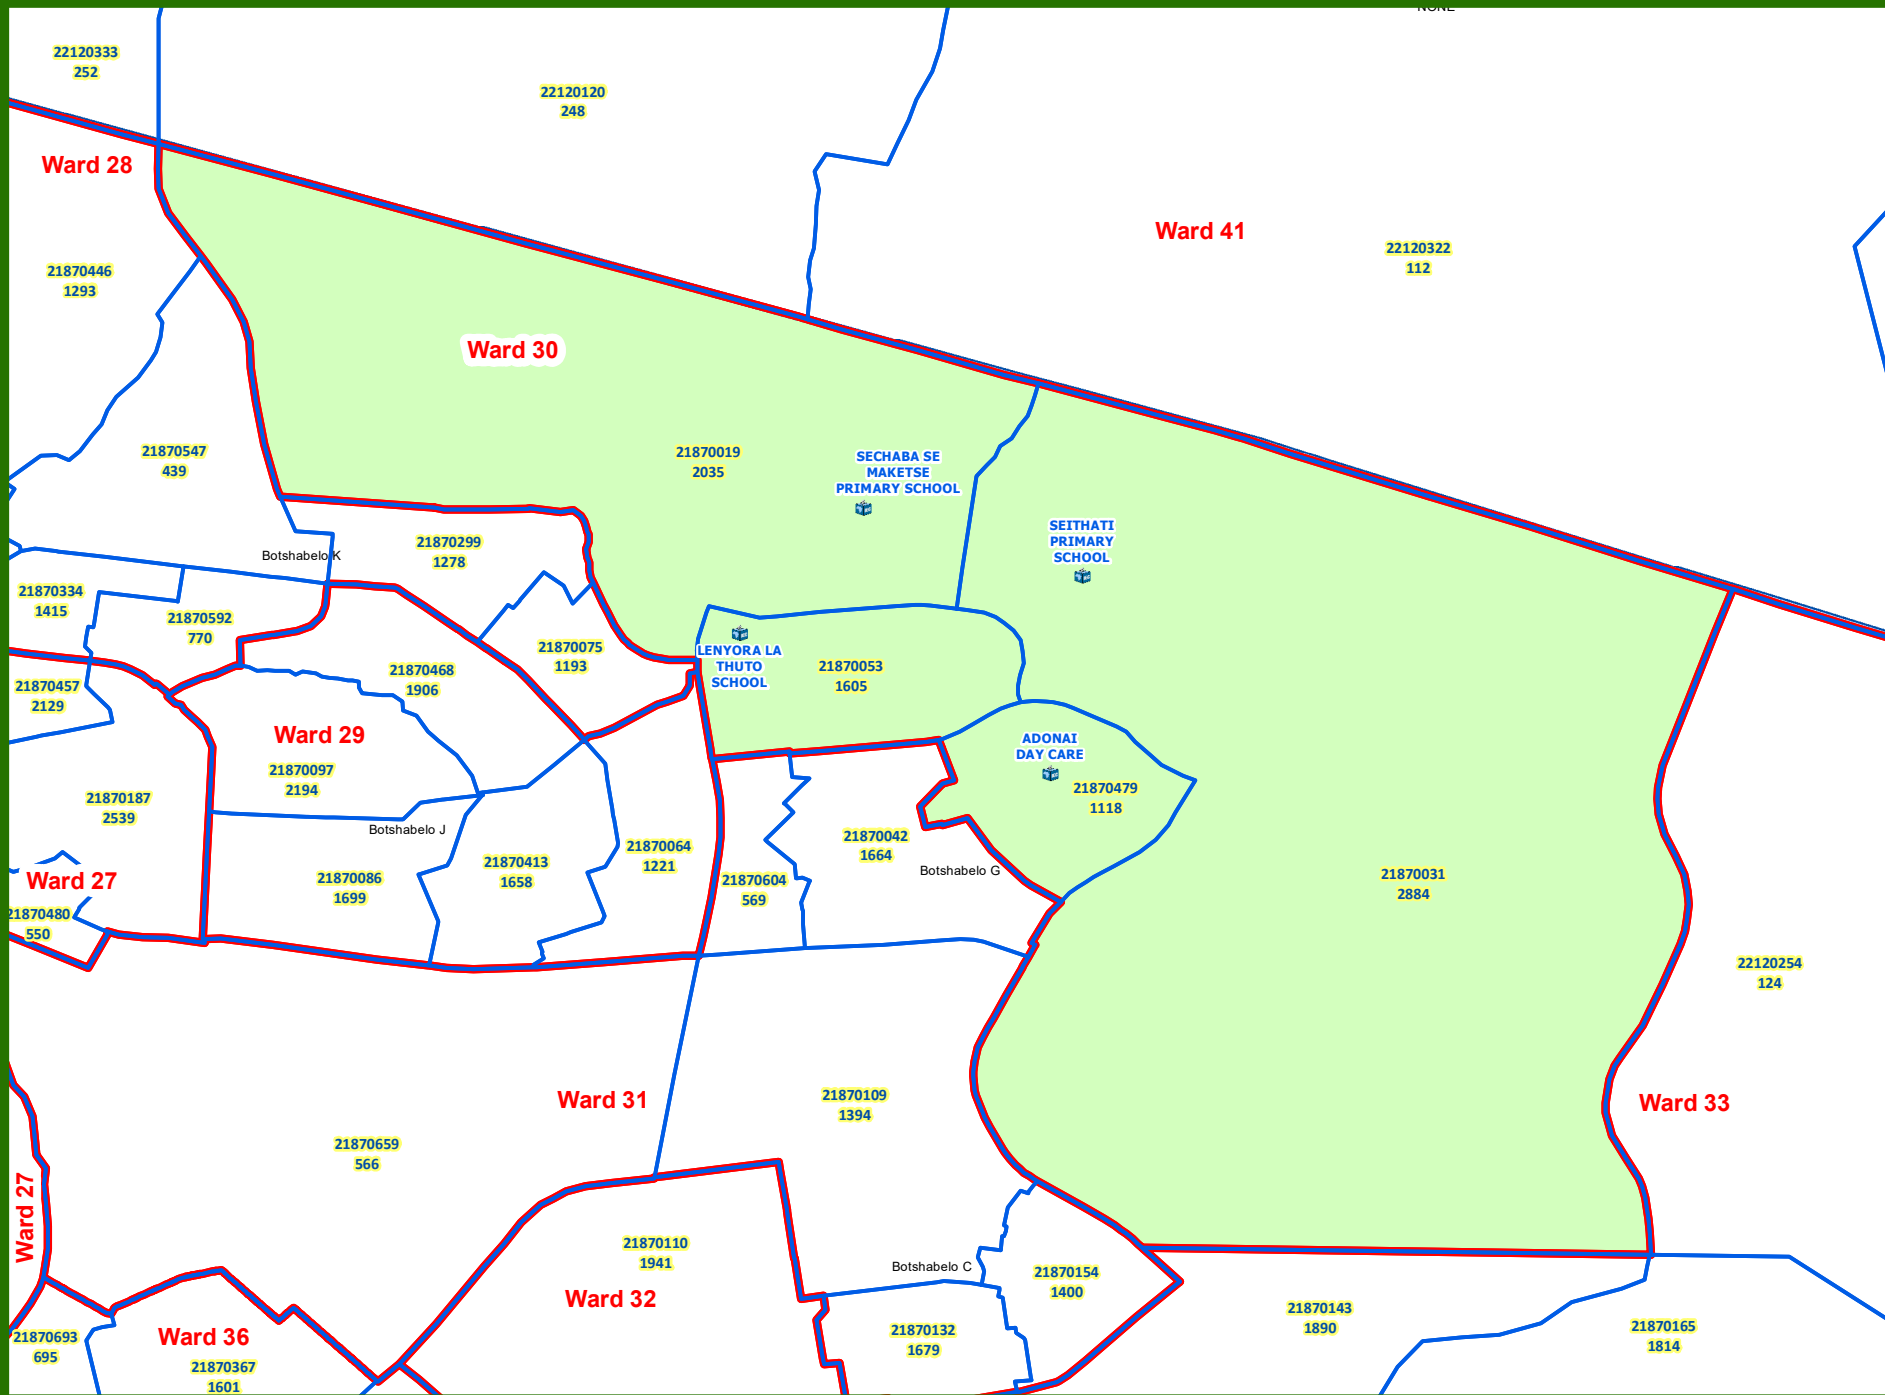 NONE
22120333
252
22120120
248
Ward 28
Ward 41
22120322
112
21870446
1293
Ward 30
21870547
439
21870019
2035
SECHABA SE
MAKETSE
PRIMARY SCHOOL
SEITHATI
PRIMARY
SCHOOL
21870299
1278
Botshabelo K
21870334
1415
21870592
770
21870075
1193
21870468
1906
LENYORA LA
THUTO
SCHOOL
21870053
1605
21870457
2129
Ward 29
21870097
2194
ADONAI
DAY CARE
21870479
1118
21870187
2539
Botshabelo J
21870064
1221
21870042
1664
21870413
1658
Botshabelo G
21870086
1699
21870604
569
21870031
2884
Ward 27
21870480
550
22120254
124
Ward 31
21870109
1394
Ward 33
21870659
566
Ward 27
21870110
1941
Botshabelo C
21870154
1400
Ward 32
21870143
1890
21870132
1679
21870165
1814
21870693
695
Ward 36
21870367
1601